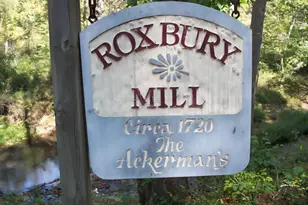 ROXBURY
MILL
Circa 1720
The
Ackerman's